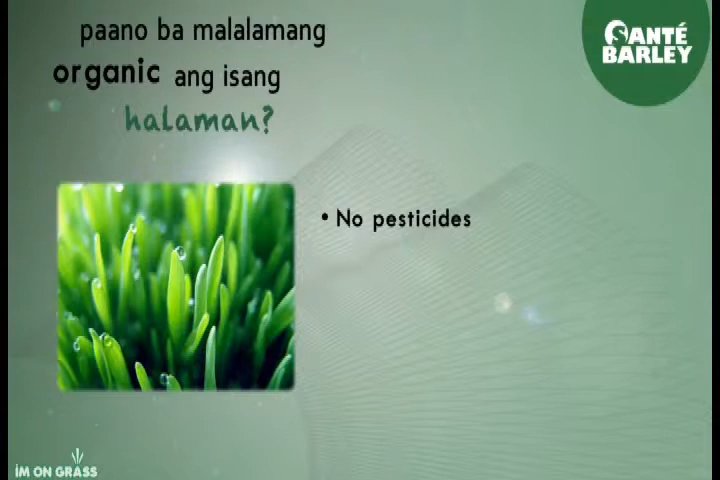 paano ba malalamang
organic ang isang
halaman?
SANTÉ
BARLEY
• No pesticides
IM ON GRASS